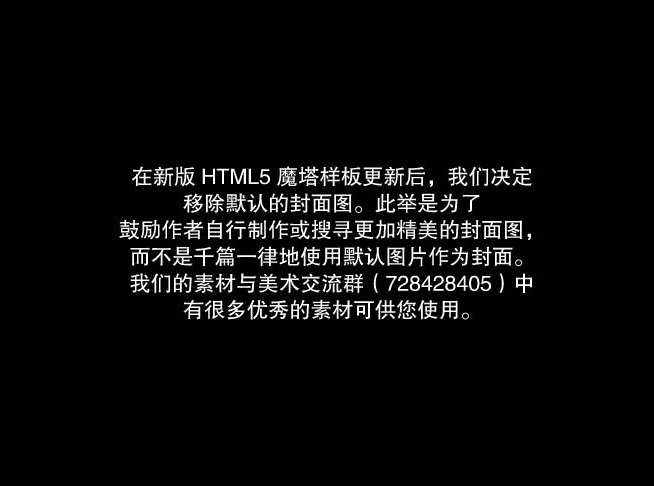 在新版 HTML5 魔塔样板更新后，我们决定
移除默认的封面图。此举是为了
鼓励作者自行制作或搜寻更加精美的封面图，
而不是千篇一律地使用默认图片作为封面。
我们的素材与美术交流群（728428405）中
有很多优秀的素材可供您使用。